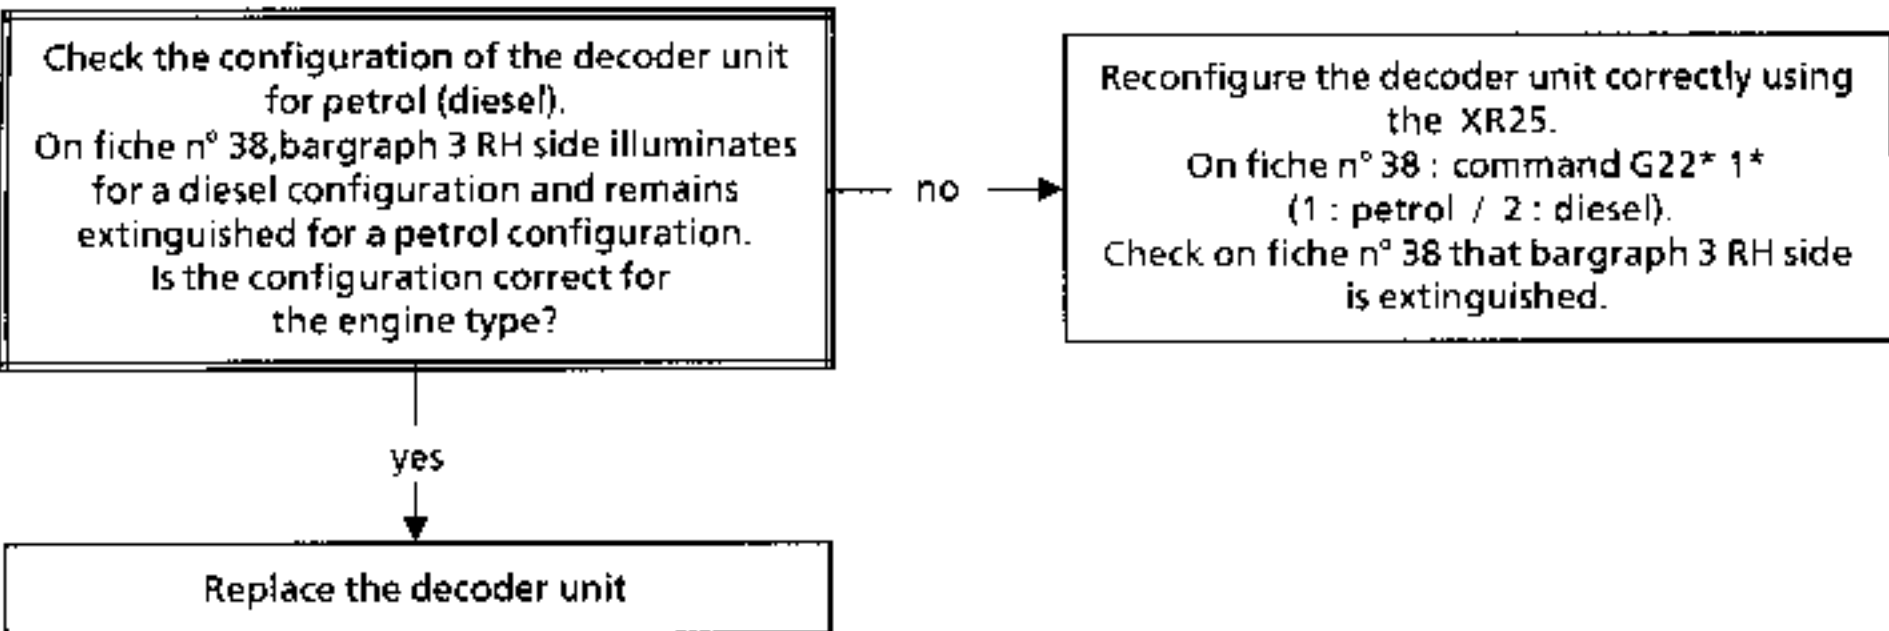 Check the configuration of the decoder unit
for petrol (diesel).
On fiche n° 38,bargraph 3 RH side illuminates
for a diesel configuration and remains
extinguished for a petrol configuration.
Is the configuration correct for
the engine type?
no
Reconfigure the decoder unit correctly using
the XR25.
On fiche n° 38 : command G22* 1*
(1 : petrol / 2 : diesel).
Check on fiche n° 38 that bargraph 3 RH side
is extinguished.
yes
Replace the decoder unit